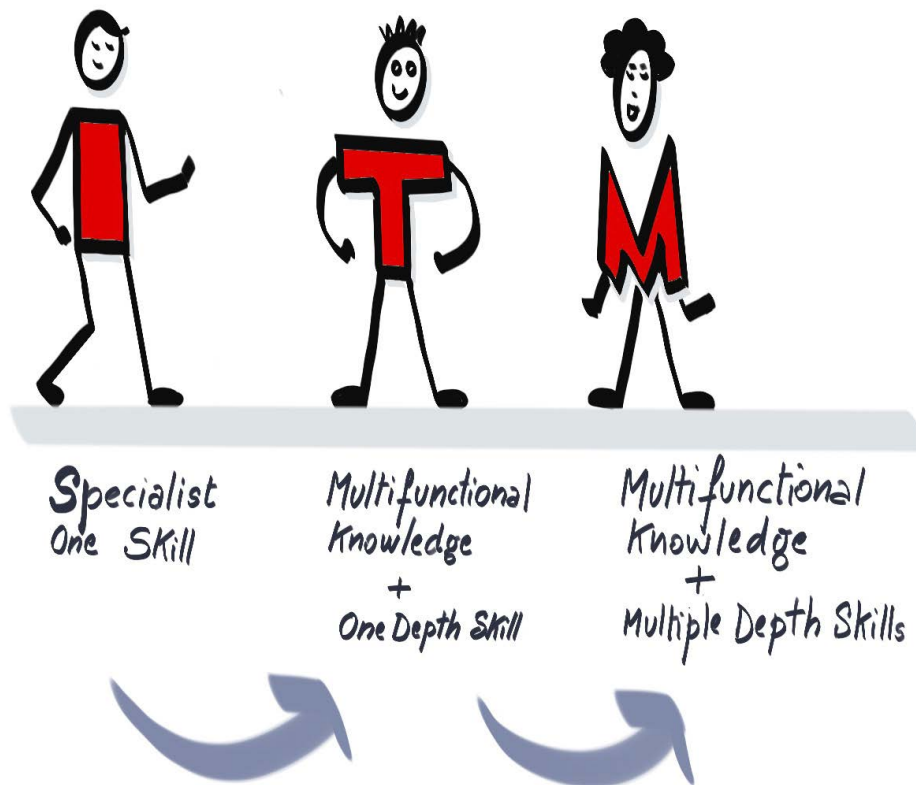 I
T
M
Specialist
One Skill
Multifunctional
Knowledge
+
One Depth Skill
Multifunctional
Knowledge
+
Multiple Depth Skills